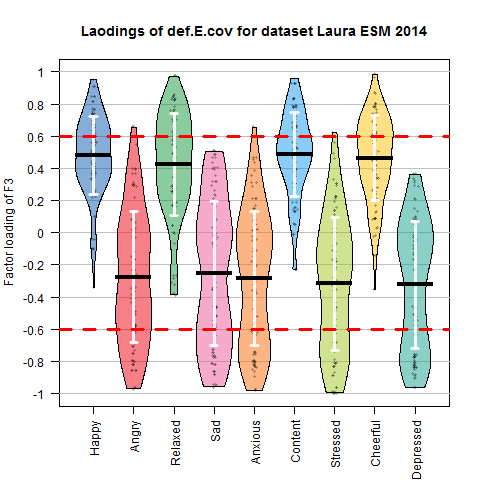 Laodings of def.E.cov for dataset Laura ESM 2014
Factor loading of F3
1
0.8
0.6
0.4
0.2
0
-0.2
-0.4
-0.6
-0.8
-1
Happy
Angry
Relaxed
Sad
Anxious
Content
Stressed
Cheerful
Depressed